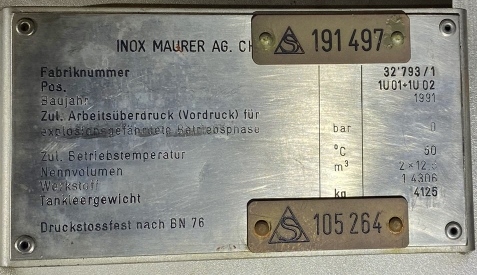 INOX MAURER AG. CH
191 497
Fabriknummer 32'793/1
Pos. 1U01+1U02
Baujahr 1991
Zul. Arbeitsüberdruck (Vordruck) für
explosionsgefährdete Betriebsphase bar 0
Zul. Betriebstemperatur °C 50
Nennvolumen m³
Werkstoff 1.4306
Tankleergewicht kg 4125
105 264
Druckstossfest nach BN 76